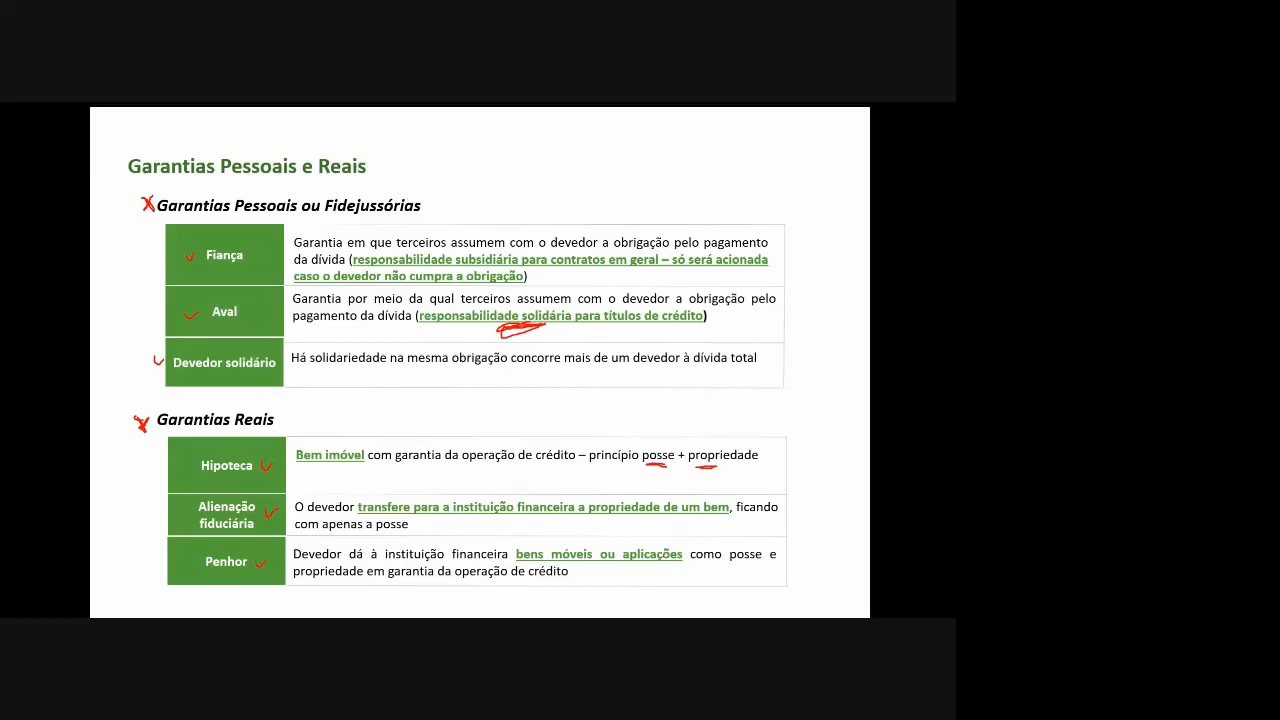 Garantias Pessoais e Reais
Garantias Pessoais ou Fidejussórias
Fiança
Garantia em que terceiros assumem com o devedor a obrigação pelo pagamento
da dívida (responsabilidade subsidiária para contratos em geral – só será acionada
caso o devedor não cumpra a obrigação)
Aval
Garantia por meio da qual terceiros assumem com o devedor a obrigação pelo
pagamento da dívida (responsabilidade solidária para títulos de crédito)
Devedor solidário
Há solidariedade na mesma obrigação concorre mais de um devedor à dívida total
Garantias Reais
Hipoteca
Bem imóvel com garantia da operação de crédito – princípio posse + propriedade
Alienação
fiduciária
O devedor transfere para a instituição financeira a propriedade de um bem, ficando
com apenas a posse
Penhor
Devedor dá à instituição financeira bens móveis ou aplicações como posse e
propriedade em garantia da operação de crédito